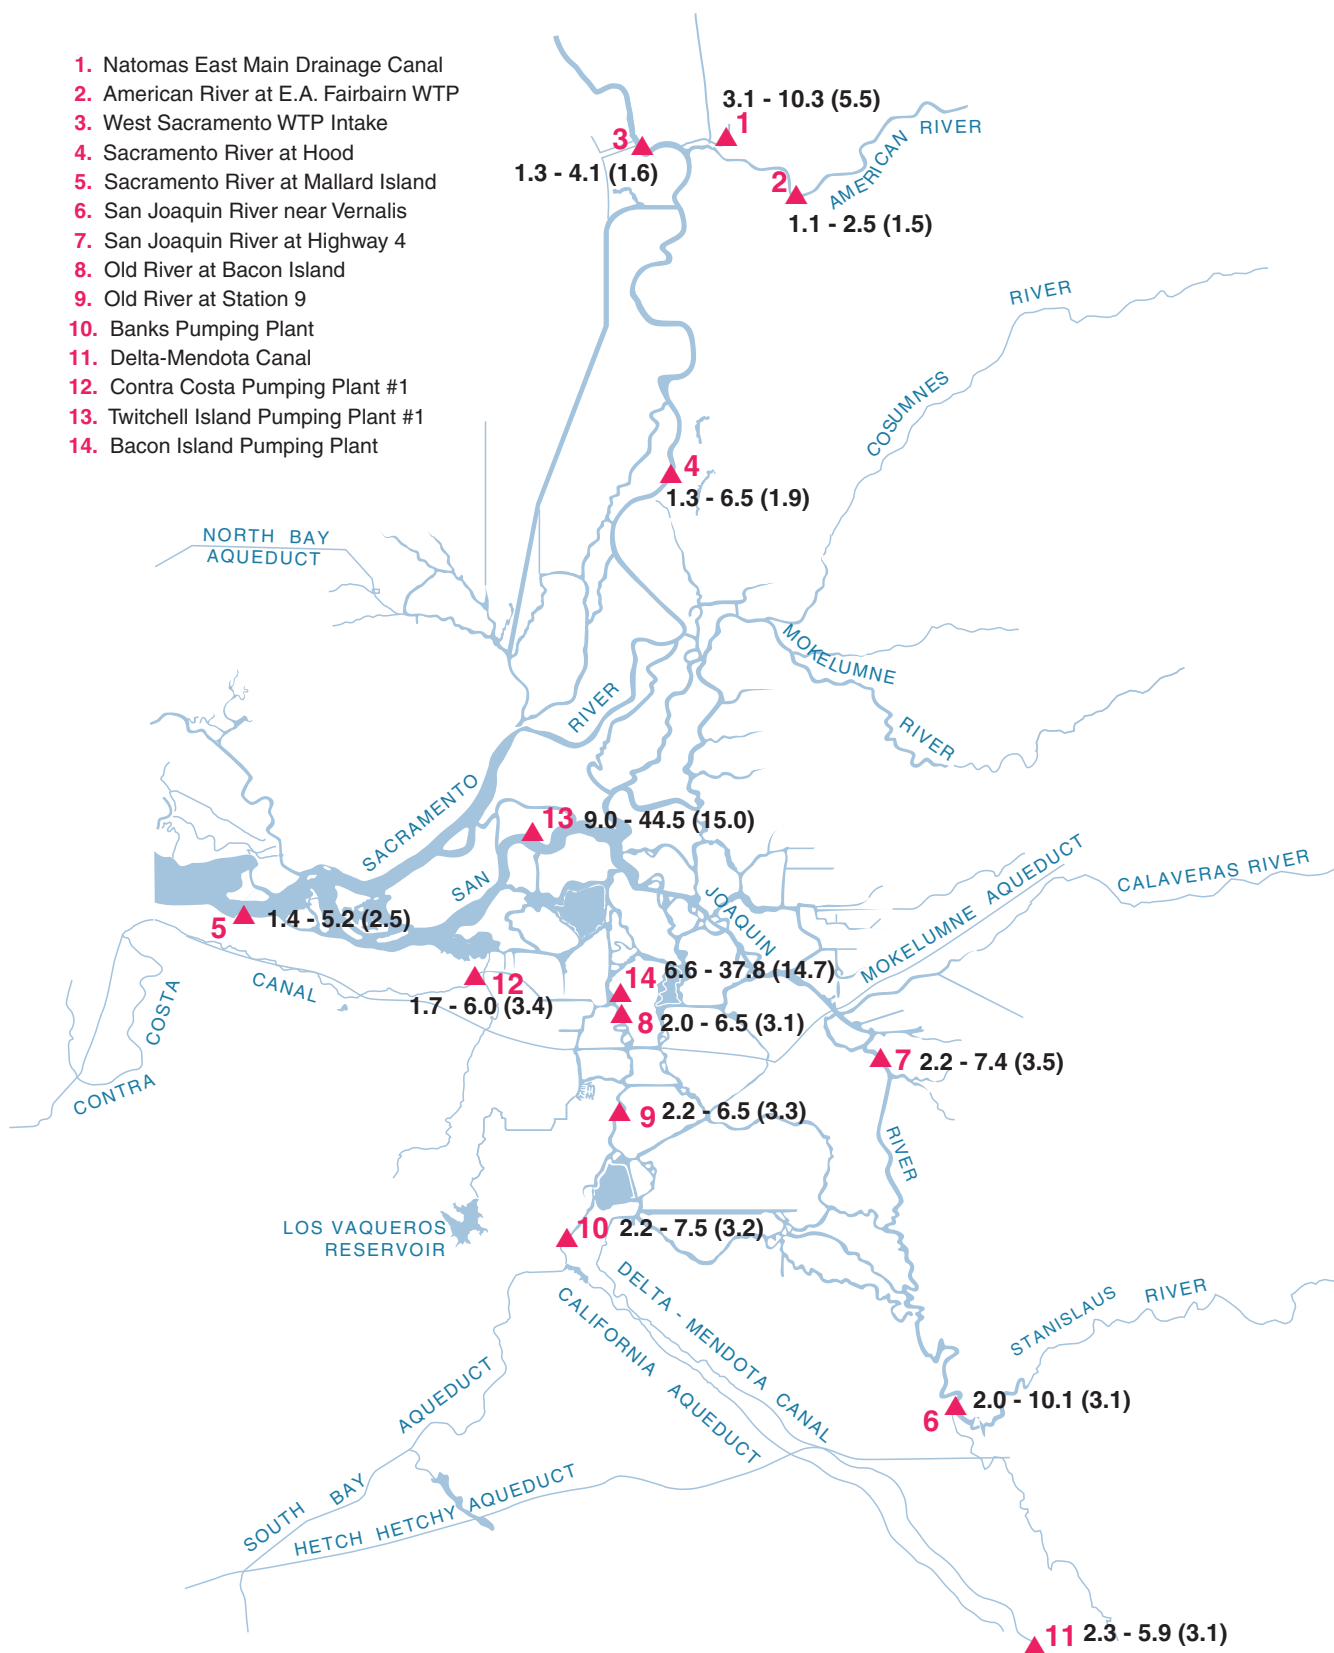 1. Natomas East Main Drainage Canal
2. American River at E.A. Fairbairn WTP
3. West Sacramento WTP Intake
4. Sacramento River at Hood
5. Sacramento River at Mallard Island
6. San Joaquin River near Vernalis
7. San Joaquin River at Highway 4
8. Old River at Bacon Island
9. Old River at Station 9
10. Banks Pumping Plant
11. Delta-Mendota Canal
12. Contra Costa Pumping Plant #1
13. Twitchell Island Pumping Plant #1
14. Bacon Island Pumping Plant
3.1 - 10.3 (5.5)
1
3
1.3 - 4.1 (1.6)
2
1.1 - 2.5 (1.5)
AMERICAN RIVER
COSUMNES RIVER
4
1.3 - 6.5 (1.9)
NORTH BAY
AQUEDUCT
MOKELUMNE RIVER
SACRAMENTO RIVER
13 9.0 - 44.5 (15.0)
SAN JOAQUIN RIVER
MOKELUMNE AQUEDUCT
CALAVERAS RIVER
5 1.4 - 5.2 (2.5)
CONTRA COSTA CANAL
12
1.7 - 6.0 (3.4)
14 6.6 - 37.8 (14.7)
8 2.0 - 6.5 (3.1)
7 2.2 - 7.4 (3.5)
9 2.2 - 6.5 (3.3)
LOS VAQUEROS
RESERVOIR
10 2.2 - 7.5 (3.2)
DELTA - MENDOTA CANAL
CALIFORNIA AQUEDUCT
STANISLAUS RIVER
6 2.0 - 10.1 (3.1)
SOUTH BAY AQUEDUCT
HETCH HETCHY AQUEDUCT
11 2.3 - 5.9 (3.1)